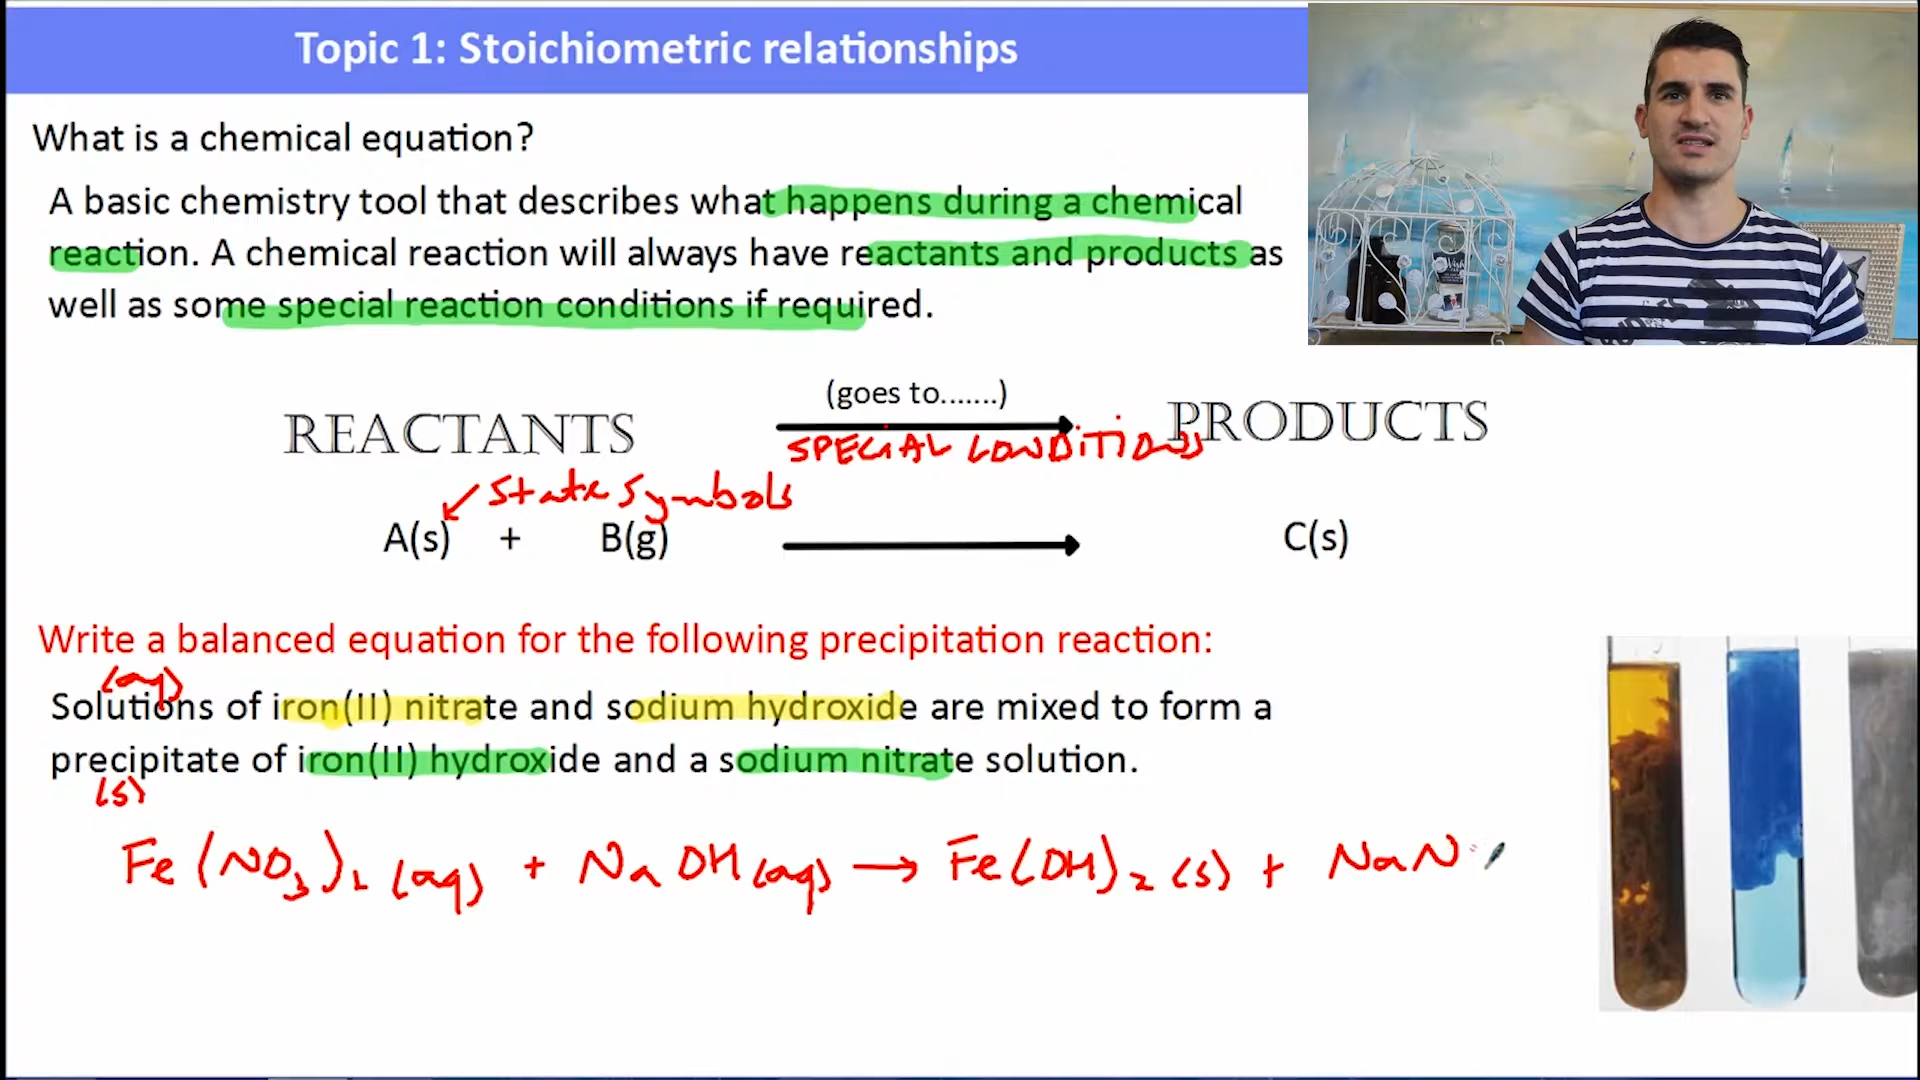 Topic 1: Stoichiometric relationships
What is a chemical equation?
A basic chemistry tool that describes what happens during a chemical
reaction. A chemical reaction will always have reactants and products as
well as some special reaction conditions if required.
(goes to.......)
REACTANTS PRODUCTS
SPECIAL CONDITIONS
State Symbols
A(s) + B(g) C(s)
Write a balanced equation for the following precipitation reaction:
(aq)
Solutions of iron(II) nitrate and sodium hydroxide are mixed to form a
precipitate of iron(II) hydroxide and a sodium nitrate solution.
(s)
Fe(NO₃)₂(aq) + NaOH(aq) → Fe(OH)₂(s) + NaN